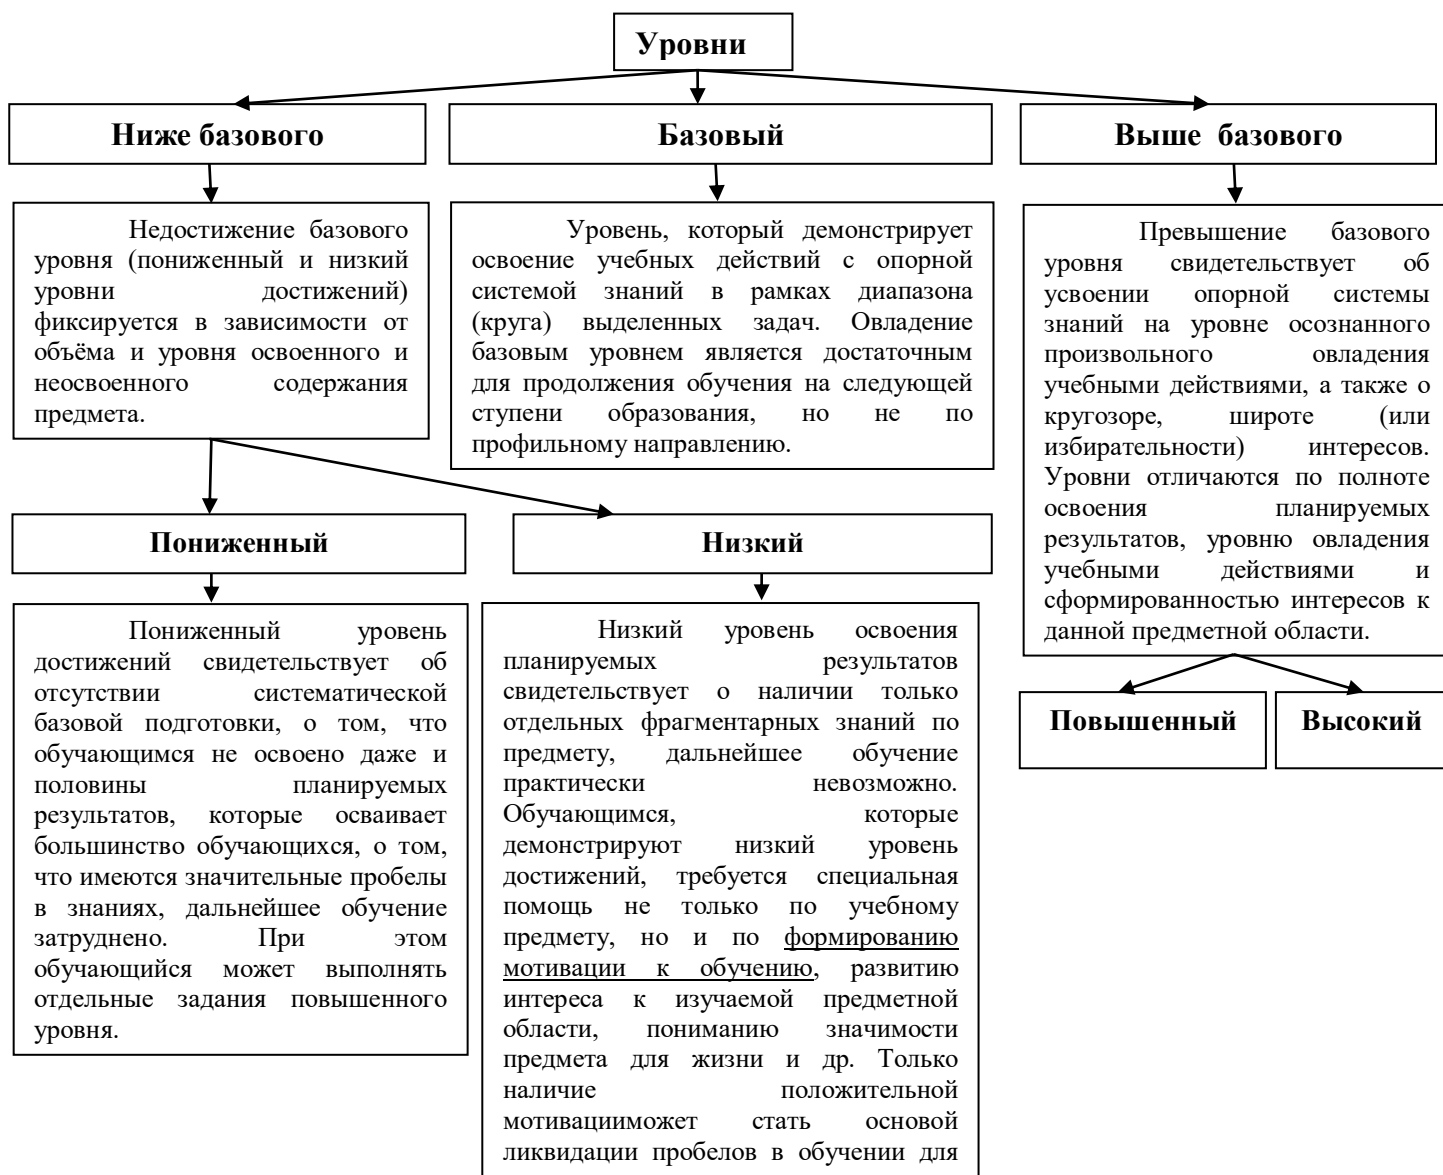 Уровни
Ниже базового
Базовый
Выше базового
Недостижение базового
уровня (пониженный и низкий
уровни достижений)
фиксируется в зависимости от
объёма и уровня освоенного и
неосвоенного содержания
предмета.
Уровень, который демонстрирует
освоение учебных действий с опорной
системой знаний в рамках диапазона
(круга) выделенных задач. Овладение
базовым уровнем является достаточным
для продолжения обучения на следующей
ступени образования, но не по
профильному направлению.
Превышение базового
уровня свидетельствует об
усвоении опорной системы
знаний на уровне осознанного
произвольного овладения
учебными действиями, а также о
кругозоре, широте (или
избирательности) интересов.
Уровни отличаются по полноте
освоения планируемых
результатов, уровню овладения
учебными действиями и
сформированностью интересов к
данной предметной области.
Пониженный
Низкий
Повышенный
Высокий
Пониженный уровень
достижений свидетельствует об
отсутствии систематической
базовой подготовки, о том, что
обучающимся не освоено даже и
половины планируемых
результатов, которые осваивает
большинство обучающихся, о том,
что имеются значительные пробелы
в знаниях, дальнейшее обучение
затруднено. При этом
обучающийся может выполнять
отдельные задания повышенного
уровня.
Низкий уровень освоения
планируемых результатов
свидетельствует о наличии только
отдельных фрагментарных знаний по
предмету, дальнейшее обучение
практически невозможно.
Обучающимся, которые
демонстрируют низкий уровень
достижений, требуется специальная
помощь не только по учебному
предмету, но и по формированию
мотивации к обучению, развитию
интереса к изучаемой предметной
области, пониманию значимости
предмета для жизни и др. Только
наличие положительной
мотивацииможет стать основой
ликвидации пробелов в обучении для